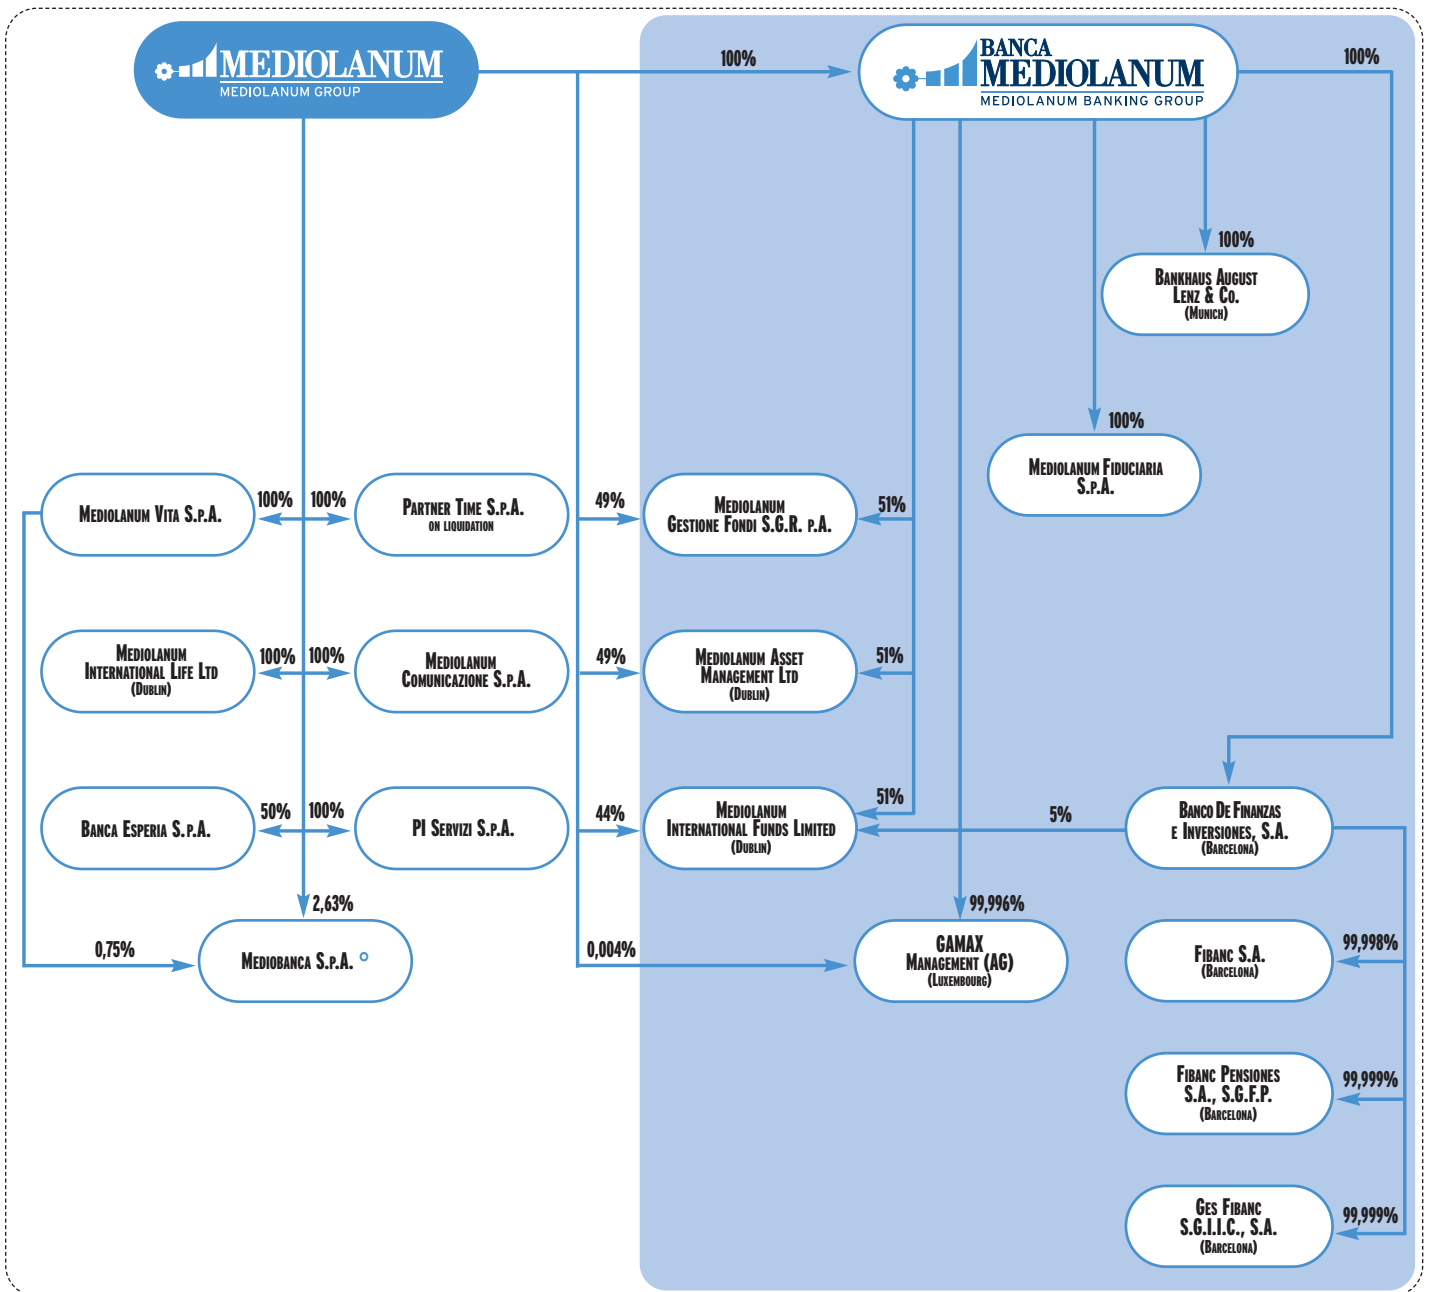 MEDIOLANUM
MEDIOLANUM GROUP
100%
BANCA
MEDIOLANUM
MEDIOLANUM BANKING GROUP
100%
100%
BANKHAUS AUGUST
LENZ & CO.
(MUNICH)
100%
MEDIOLANUM FIDUCIARIA
S.P.A.
MEDIOLANUM VITA S.P.A.
100%
100%
PARTNER TIME S.P.A.
ON LIQUIDATION
49%
MEDIOLANUM
GESTIONE FONDI S.G.R. P.A.
51%
MEDIOLANUM
INTERNATIONAL LIFE LTD
(DUBLIN)
100%
100%
MEDIOLANUM
COMUNICAZIONE S.P.A.
49%
MEDIOLANUM ASSET
MANAGEMENT LTD
(DUBLIN)
51%
BANCA ESPERIA S.P.A.
50%
100%
PI SERVIZI S.P.A.
44%
MEDIOLANUM
INTERNATIONAL FUNDS LIMITED
(DUBLIN)
51%
5%
BANCO DE FINANZAS
E INVERSIONES, S.A.
(BARCELONA)
2,63%
0,75%
MEDIOBANCA S.P.A. °
0,004%
99,996%
GAMAX
MANAGEMENT (AG)
(LUXEMBOURG)
FIBANC S.A.
(BARCELONA)
99,998%
FIBANC PENSIONES
S.A., S.G.F.P.
(BARCELONA)
99,999%
GES FIBANC
S.G.I.I.C., S.A.
(BARCELONA)
99,999%